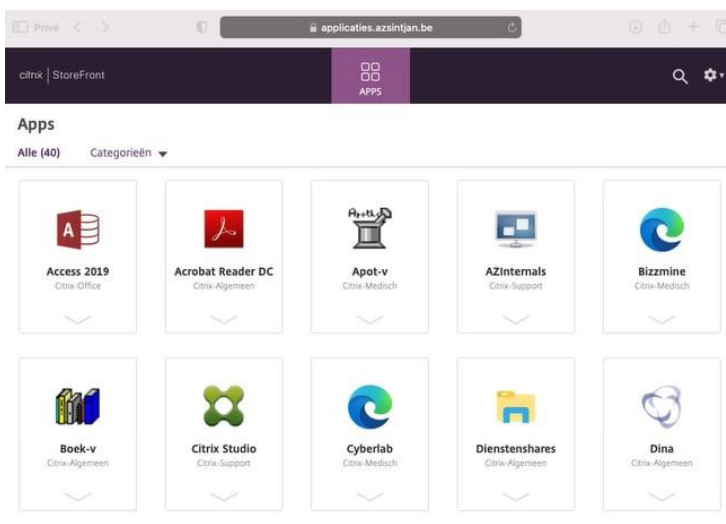 Privé
applicaties.azsintjan.be
citrix | StoreFront
APPS
Apps
Alle (40) Categorieën
Apoth
A
Access 2019
Citrix-Office
Acrobat Reader DC
Citrix-Algemeen
Apot-v
Citrix-Medisch
AZInternals
Citrix-Support
Bizzmine
Citrix-Medisch
Boek-v
Citrix-Algemeen
Citrix Studio
Citrix-Support
Cyberlab
Citrix-Medisch
Dienstenshares
Citrix-Algemeen
Dina
Citrix-Algemeen